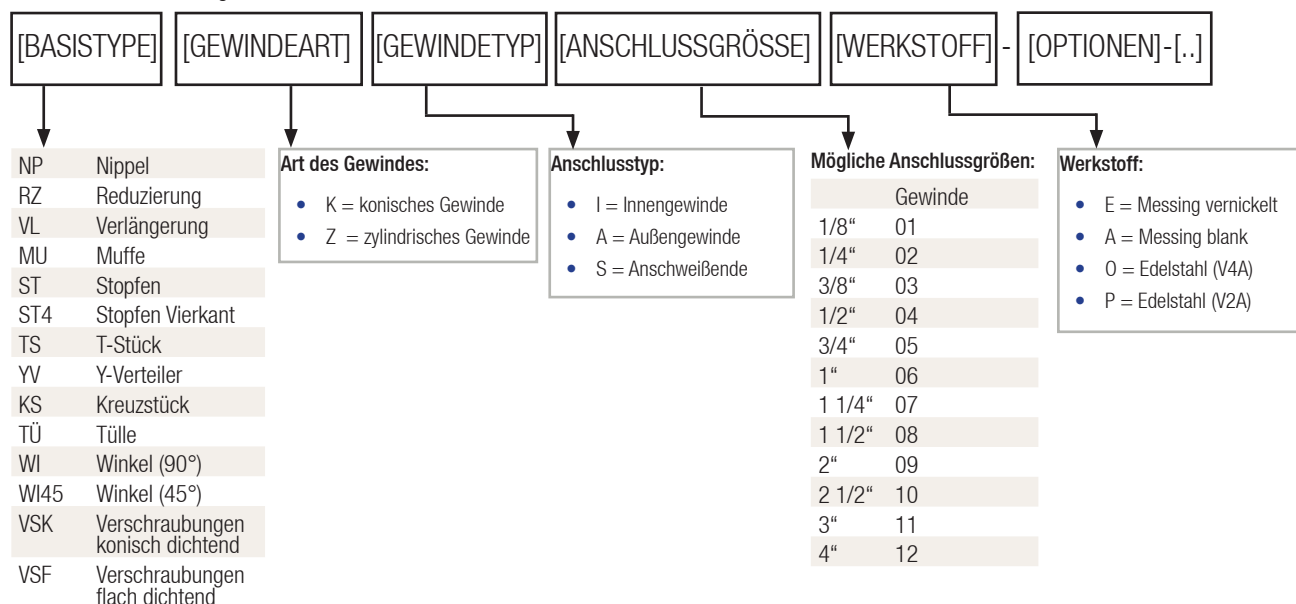 [BASISTYPE] [GEWINDEART] [GEWINDETYP] [ANSCHLUSSGRÖSSE] [WERKSTOFF] - [OPTIONEN]-[..]
NP Nippel
RZ Reduzierung
VL Verlängerung
MU Muffe
ST Stopfen
ST4 Stopfen Vierkant
TS T-Stück
YV Y-Verteiler
KS Kreuzstück
TÜ Tülle
WI Winkel (90°)
WI45 Winkel (45°)
VSK Verschraubungen
konisch dichtend
VSF Verschraubungen
flach dichtend
Art des Gewindes:
• K = konisches Gewinde
• Z = zylindrisches Gewinde
Anschlusstyp:
• I = Innengewinde
• A = Außengewinde
• S = Anschweißende
Mögliche Anschlussgrößen:
Gewinde
1/8“ 01
1/4“ 02
3/8“ 03
1/2“ 04
3/4“ 05
1“ 06
1 1/4“ 07
1 1/2“ 08
2“ 09
2 1/2“ 10
3“ 11
4“ 12
Werkstoff:
• E = Messing vernickelt
• A = Messing blank
• O = Edelstahl (V4A)
• P = Edelstahl (V2A)